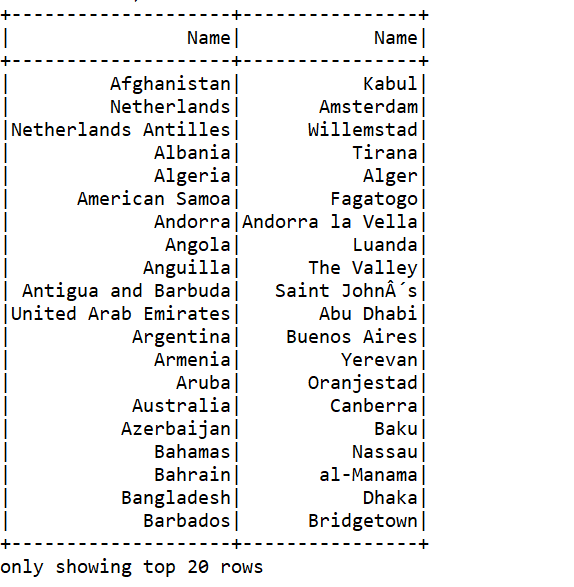 +--------------------+----------------+
|                Name|            Name|
+--------------------+----------------+
|         Afghanistan|           Kabul|
|         Netherlands|       Amsterdam|
|Netherlands Antilles|      Willemstad|
|             Albania|          Tirana|
|             Algeria|           Alger|
|      American Samoa|        Fagatogo|
|             Andorra|Andorra la Vella|
|              Angola|          Luanda|
|            Anguilla|      The Valley|
| Antigua and Barbuda|   Saint JohnÂ´s|
|United Arab Emirates|       Abu Dhabi|
|           Argentina|    Buenos Aires|
|             Armenia|         Yerevan|
|               Aruba|      Oranjestad|
|           Australia|        Canberra|
|          Azerbaijan|            Baku|
|             Bahamas|          Nassau|
|             Bahrain|       al-Manama|
|          Bangladesh|           Dhaka|
|            Barbados|      Bridgetown|
+--------------------+----------------+
only showing top 20 rows